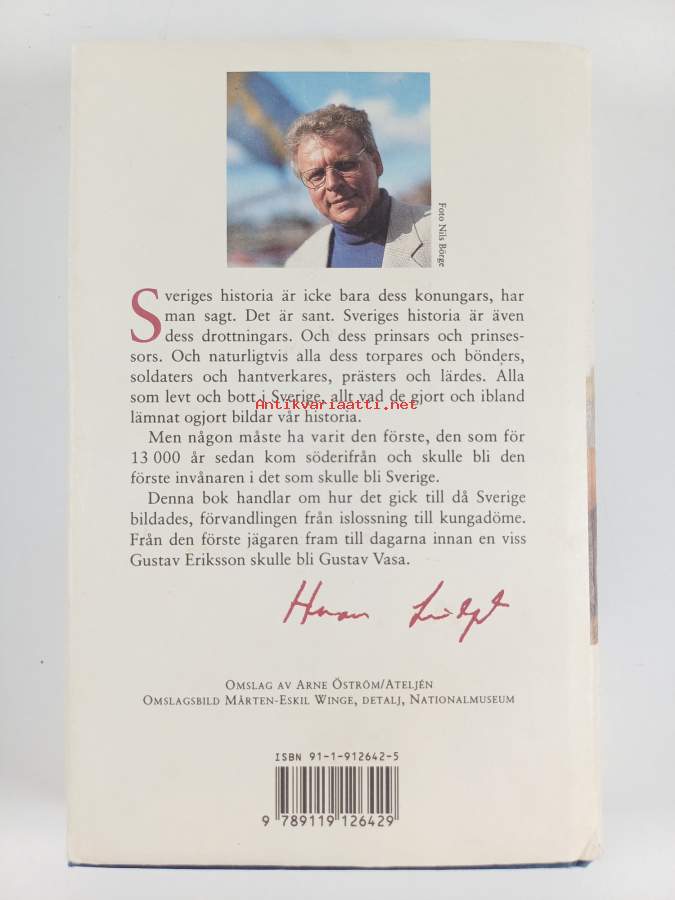 Foto Nils Börge
Sveriges historia är icke bara dess konungars, har
man sagt. Det är sant. Sveriges historia är även
dess drottningars. Och dess prinsars och prinses-
sors. Och naturligtvis alla dess torpares och bönders,
soldaters och hantverkares, prästers och lärdes. Alla
som levt och bott i Sverige, allt vad de gjort och ibland
Antikvariaatti.net
lämnat ogjort bildar vår historia.
Men någon måste ha varit den förste, den som för
13 000 år sedan kom söderifrån och skulle bli den
förste invånaren i det som skulle bli Sverige.
Denna bok handlar om hur det gick till då Sverige
bildades, förvandlingen från islossning till kungadöme.
Från den förste jägaren fram till dagarna innan en viss
Gustav Eriksson skulle bli Gustav Vasa.
Omslag av Arne Öström/Ateljén
Omslagsbild Mårten-Eskil Winge, detalj, Nationalmuseum
ISBN 91-1-912642-5
9 789119 126429